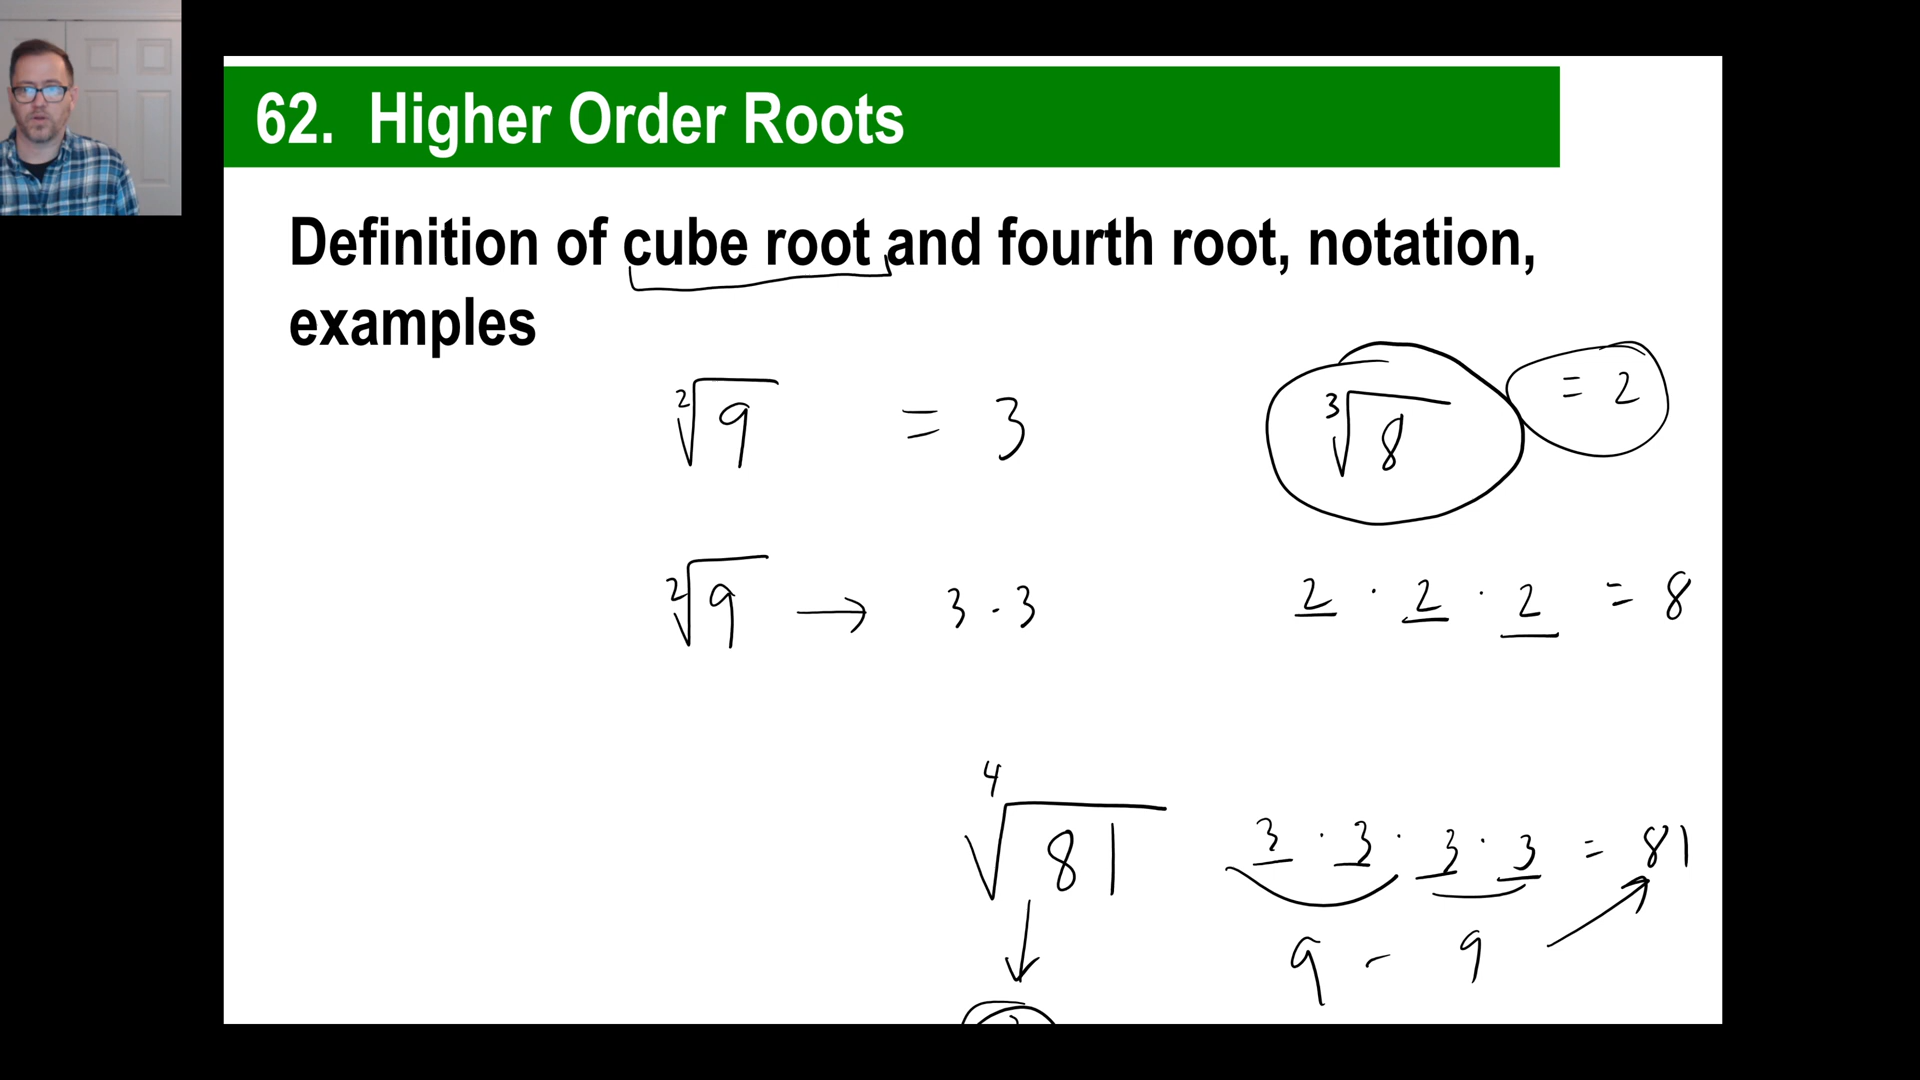 62. Higher Order Roots
Definition of cube root and fourth root, notation,
examples
²√9 = 3
³√8 = 2
²√9 → 3 · 3
2 · 2 · 2 = 8
⁴√81
3 · 3 · 3 · 3 = 81
9 - 9